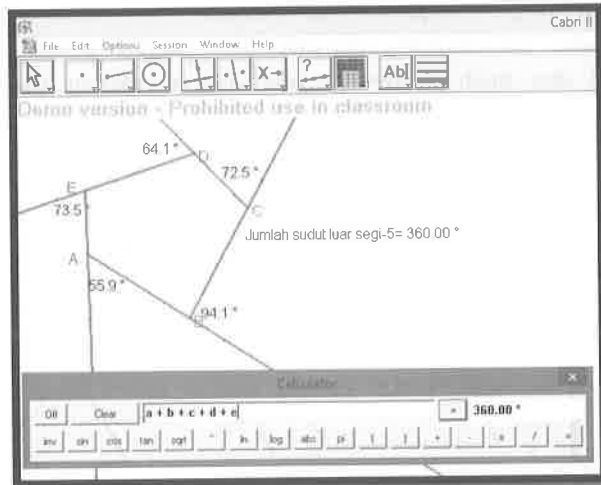 Cabri II
File Edit Options Session Window Help
? Ab|
Demo version - Prohibited use in classroom
64.1 °
D
72.5 °
E
73.5 °
C
Jumlah sudut luar segi-5= 360.00 °
A
55.9 °
94.1 °
B
Calculator
Off Clear a + b + c + d + e = 360.00 °
inv sin cos tan sqrt ^ ln log abs pi ( ) + - x / =